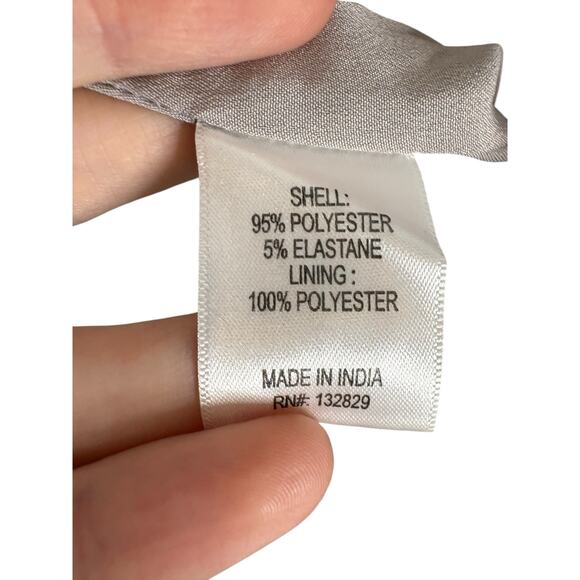 SHELL:
95% POLYESTER
5% ELASTANE
LINING :
100% POLYESTER
MADE IN INDIA
RN#: 132829